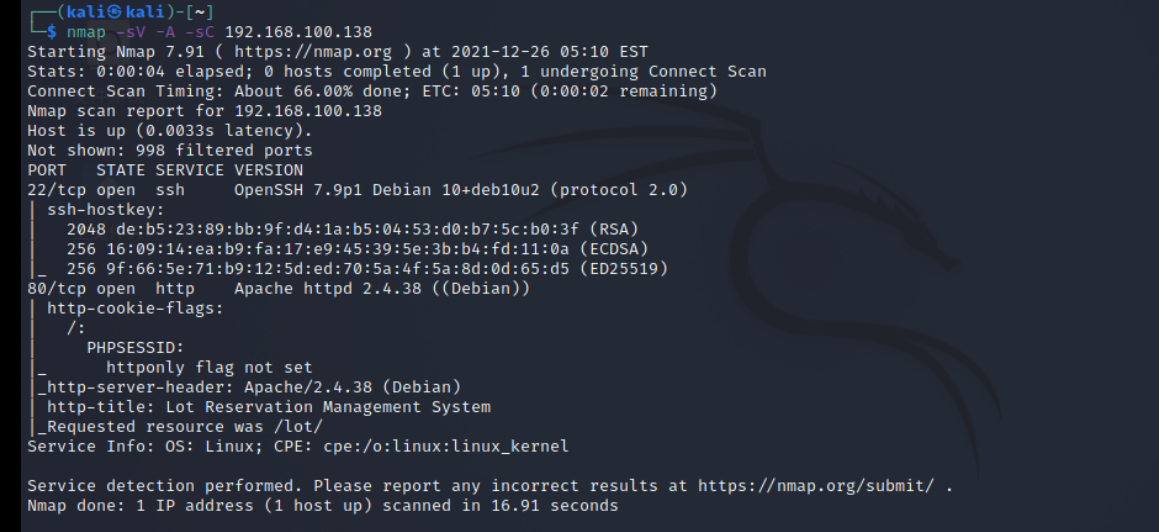 ┌──(kali㉿kali)-[~]
└─$ nmap -sV -A -sC 192.168.100.138
Starting Nmap 7.91 ( https://nmap.org ) at 2021-12-26 05:10 EST
Stats: 0:00:04 elapsed; 0 hosts completed (1 up), 1 undergoing Connect Scan
Connect Scan Timing: About 66.00% done; ETC: 05:10 (0:00:02 remaining)
Nmap scan report for 192.168.100.138
Host is up (0.0033s latency).
Not shown: 998 filtered ports
PORT   STATE SERVICE VERSION
22/tcp open  ssh     OpenSSH 7.9p1 Debian 10+deb10u2 (protocol 2.0)
| ssh-hostkey:
|   2048 de:b5:23:89:bb:9f:d4:1a:b5:04:53:d0:b7:5c:b0:3f (RSA)
|   256 16:09:14:ea:b9:fa:17:e9:45:39:5e:3b:b4:fd:11:0a (ECDSA)
|_  256 9f:66:5e:71:b9:12:5d:ed:70:5a:4f:5a:8d:0d:65:d5 (ED25519)
80/tcp open  http    Apache httpd 2.4.38 ((Debian))
| http-cookie-flags:
|   /:
|     PHPSESSID:
|_      httponly flag not set
|_http-server-header: Apache/2.4.38 (Debian)
| http-title: Lot Reservation Management System
|_Requested resource was /lot/
Service Info: OS: Linux; CPE: cpe:/o:linux:linux_kernel

Service detection performed. Please report any incorrect results at https://nmap.org/submit/ .
Nmap done: 1 IP address (1 host up) scanned in 16.91 seconds